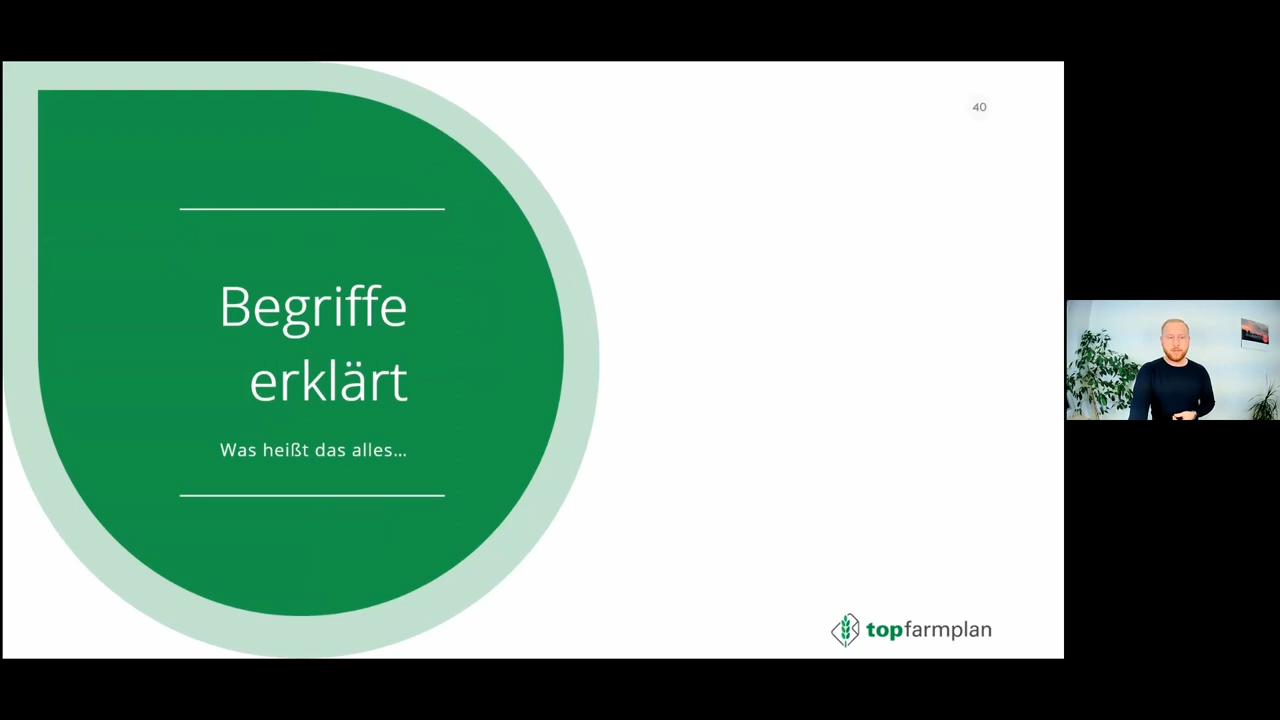 40
Begriffe
erklärt
Was heißt das alles...
topfarmplan